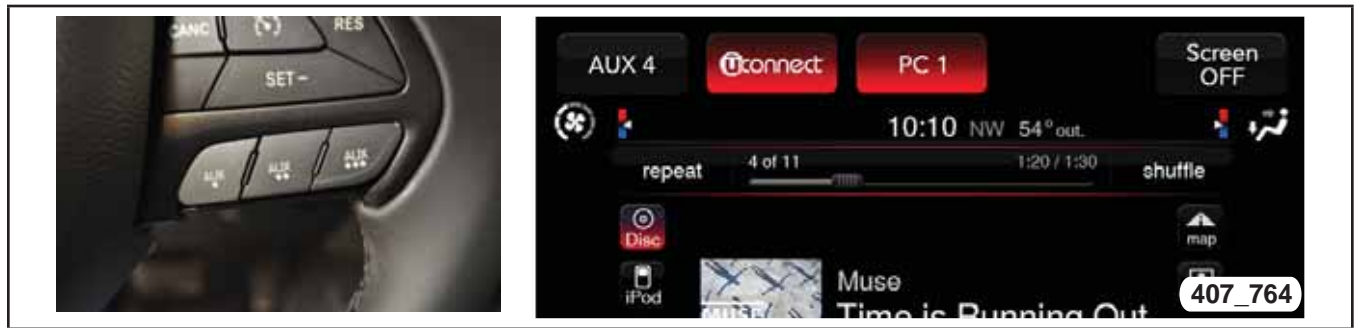 CANC
RES
SET –
AUX
AUX
AUX
AUX 4
Uconnect
PC 1
Screen
OFF
10:10 NW 54° out.
repeat
4 of 11
1:20 / 1:30
shuffle
Disc
map
iPod
Muse
MUSE
Time is Running Out
407_764